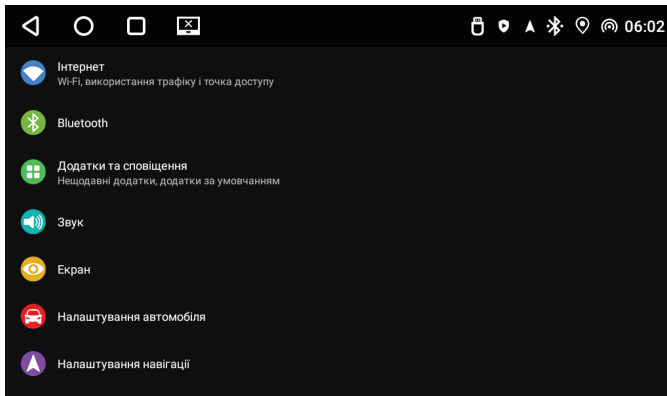 06:02
Інтернет
Wi-Fi, використання трафіку і точка доступу
Bluetooth
Додатки та сповіщення
Нещодавні додатки, додатки за умовчанням
Звук
Екран
Налаштування автомобіля
Налаштування навігації